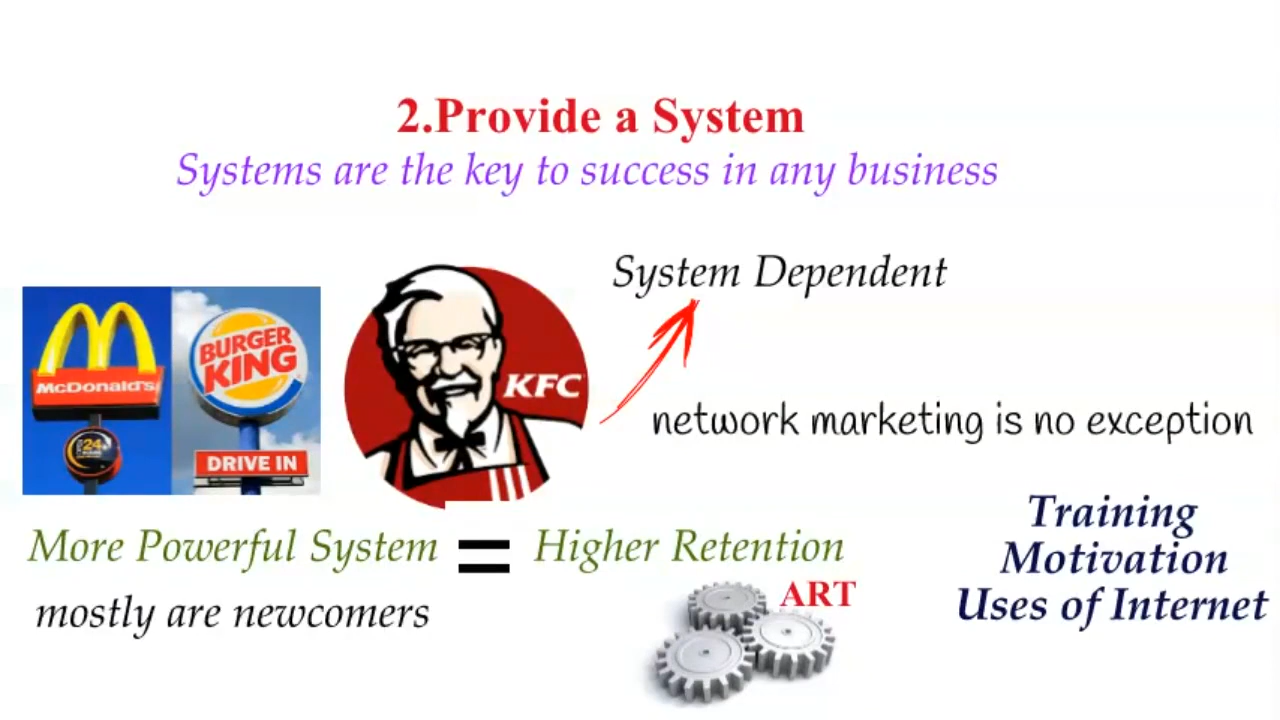 2.Provide a System
Systems are the key to success in any business
System Dependent
McDonald's
24
BURGER
KING
DRIVE IN
KFC
network marketing is no exception
More Powerful System = Higher Retention
mostly are newcomers
ART
Training
Motivation
Uses of Internet